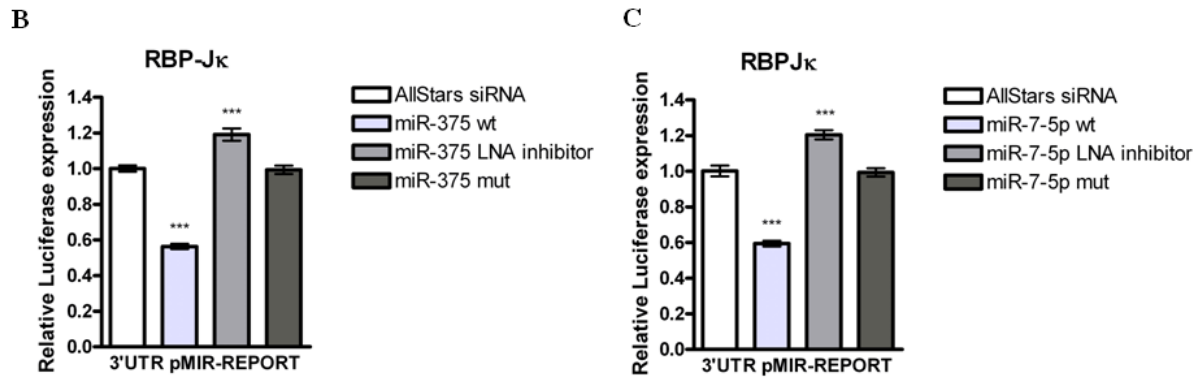 B
RBP-Jκ
Relative Luciferase expression
1.4
1.2
1.0
0.8
0.6
0.4
0.2
0.0
***
***
3'UTR pMIR-REPORT
AllStars siRNA
miR-375 wt
miR-375 LNA inhibitor
miR-375 mut
C
RBPJκ
Relative Luciferase expression
1.4
1.2
1.0
0.8
0.6
0.4
0.2
0.0
***
***
3'UTR pMIR-REPORT
AllStars siRNA
miR-7-5p wt
miR-7-5p LNA inhibitor
miR-7-5p mut